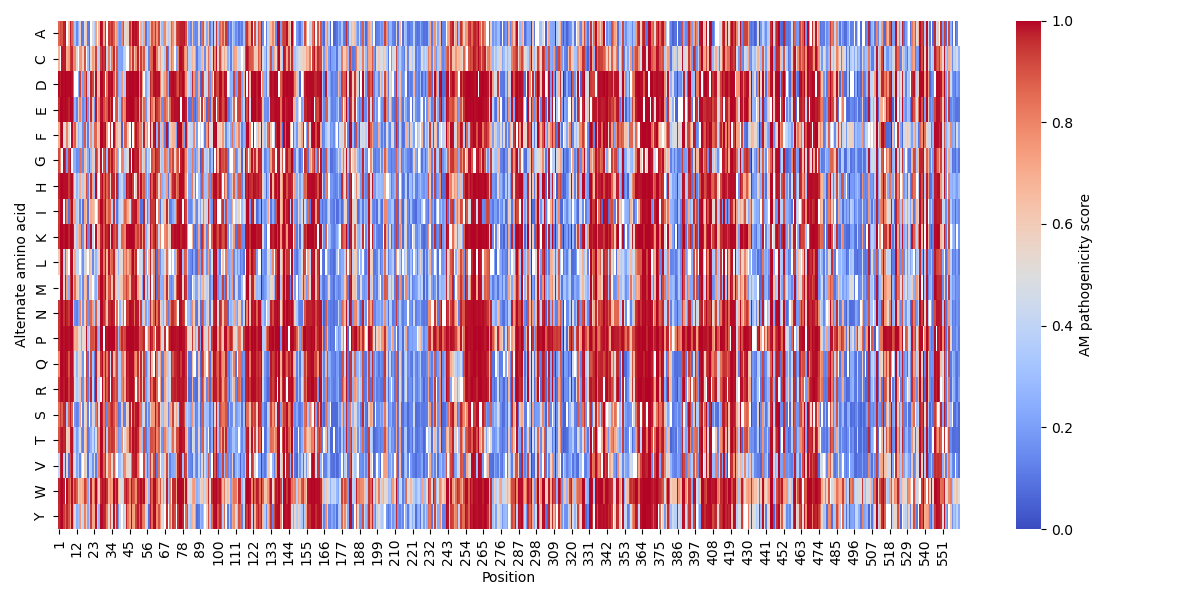 Alternate amino acid
A
C
D
E
F
G
H
I
K
L
M
N
P
Q
R
S
T
V
W
Y
1 12 23 34 45 56 67 78 89 100 111 122 133 144 155 166 177 188 199 210 221 232 243 254 265 276 287 298 309 320 331 342 353 364 375 386 397 408 419 430 441 452 463 474 485 496 507 518 529 540 551
Position
1.0
0.8
0.6
0.4
0.2
0.0
AM pathogenicity score